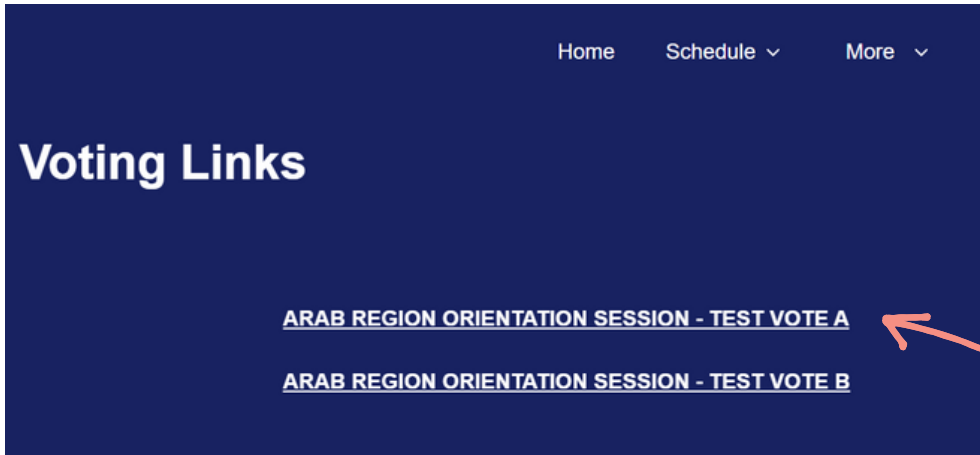 Home Schedule More
Voting Links
ARAB REGION ORIENTATION SESSION - TEST VOTE A
ARAB REGION ORIENTATION SESSION - TEST VOTE B